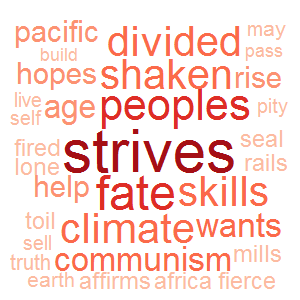 pacific divided may
build pass
hopes shaken rise
live age peoples pity
self
fired strives seal
lone rails
help fate skills
toil climate wants
sell
truth communism mills
earth affirms africa fierce